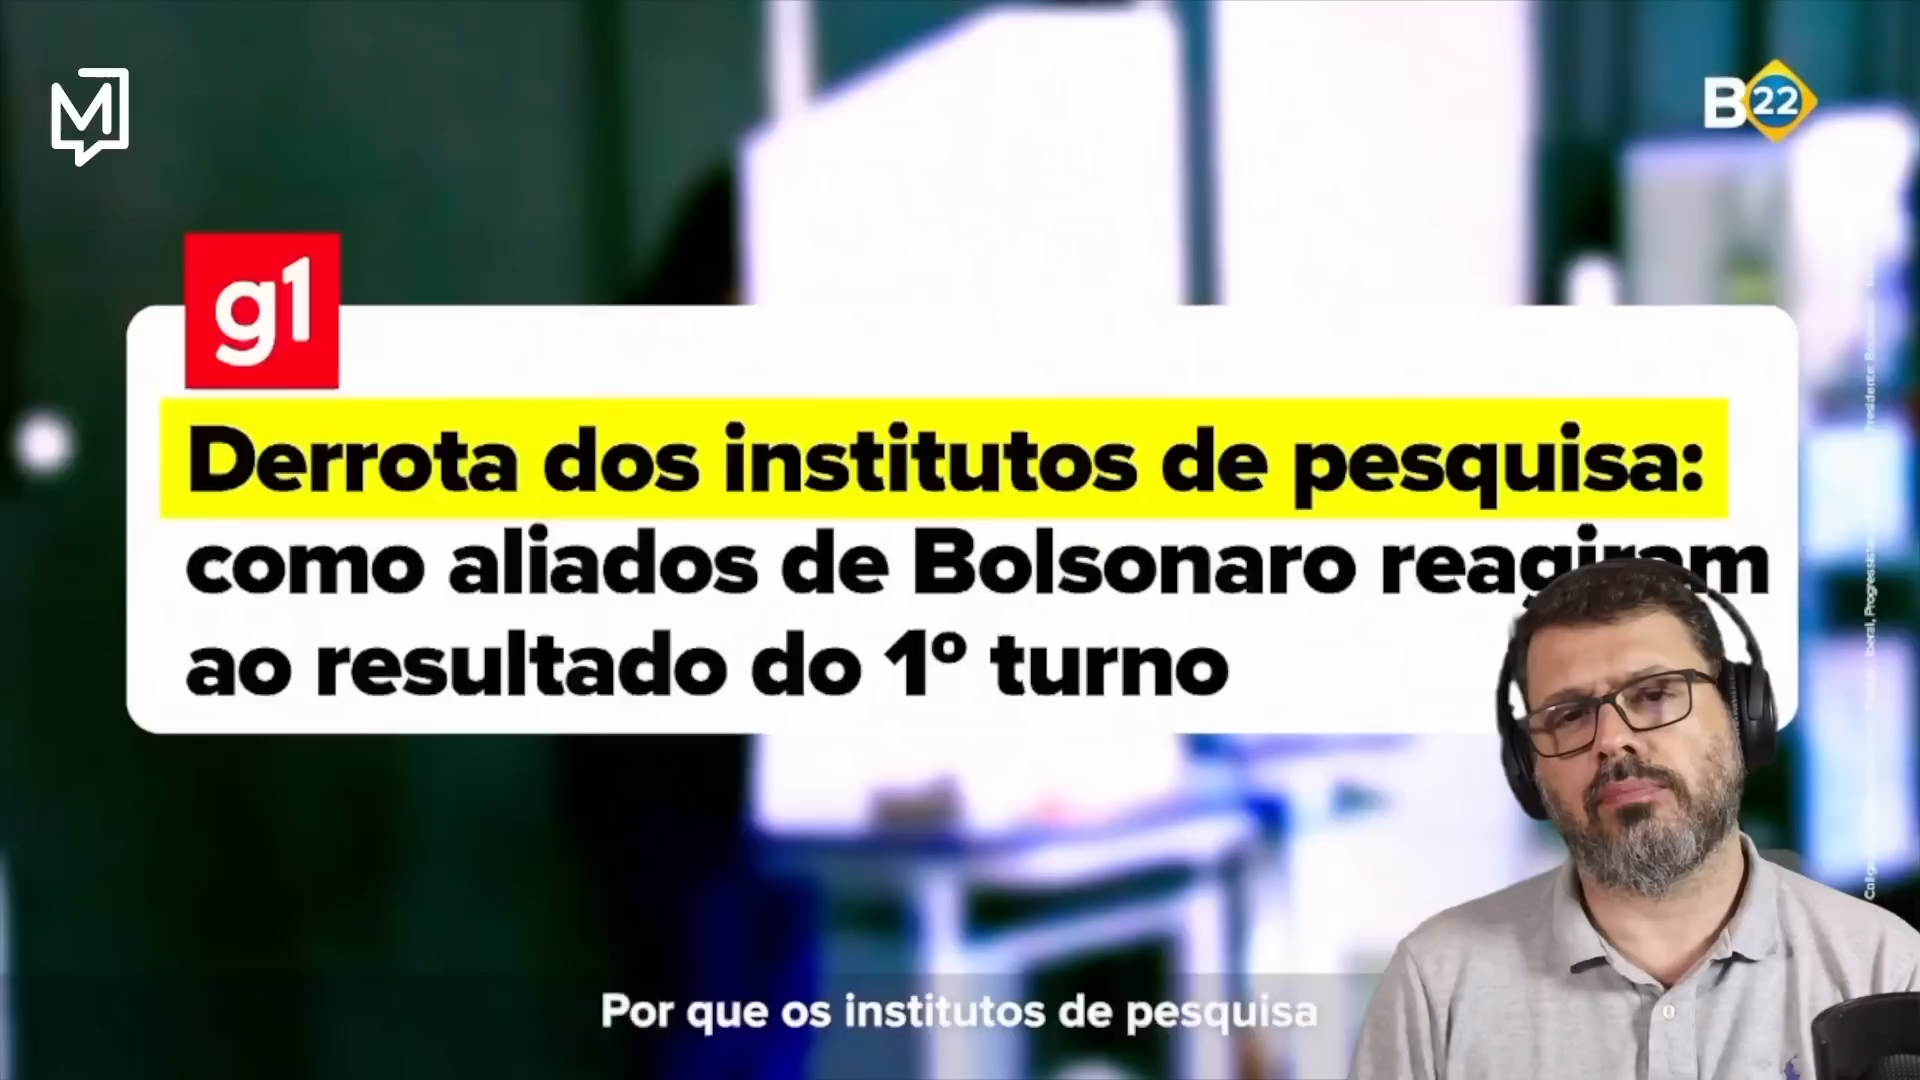 M
B22
g1
Derrota dos institutos de pesquisa:
como aliados de Bolsonaro reagiram
ao resultado do 1º turno
Por que os institutos de pesquisa